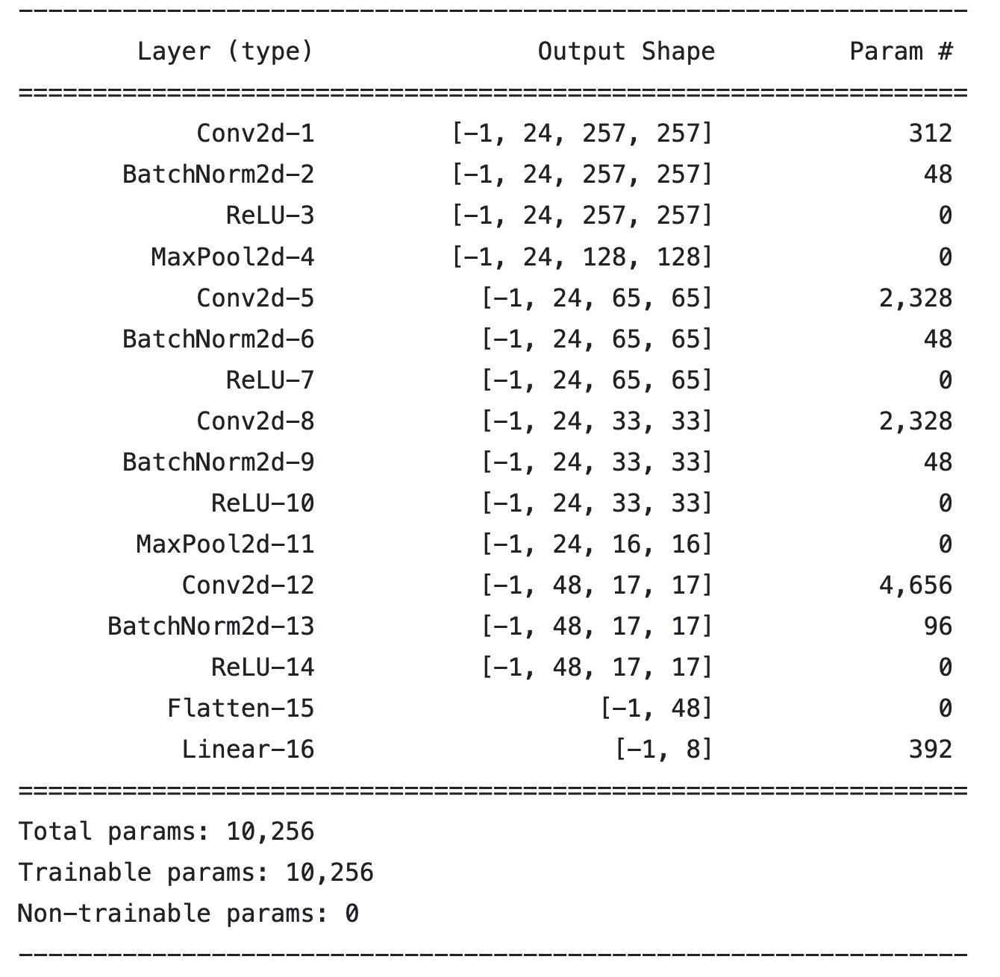 ----------------------------------------------------------------
Layer (type) Output Shape Param #
================================================================
Conv2d-1 [-1, 24, 257, 257] 312
BatchNorm2d-2 [-1, 24, 257, 257] 48
ReLU-3 [-1, 24, 257, 257] 0
MaxPool2d-4 [-1, 24, 128, 128] 0
Conv2d-5 [-1, 24, 65, 65] 2,328
BatchNorm2d-6 [-1, 24, 65, 65] 48
ReLU-7 [-1, 24, 65, 65] 0
Conv2d-8 [-1, 24, 33, 33] 2,328
BatchNorm2d-9 [-1, 24, 33, 33] 48
ReLU-10 [-1, 24, 33, 33] 0
MaxPool2d-11 [-1, 24, 16, 16] 0
Conv2d-12 [-1, 48, 17, 17] 4,656
BatchNorm2d-13 [-1, 48, 17, 17] 96
ReLU-14 [-1, 48, 17, 17] 0
Flatten-15 [-1, 48] 0
Linear-16 [-1, 8] 392
================================================================
Total params: 10,256
Trainable params: 10,256
Non-trainable params: 0
----------------------------------------------------------------